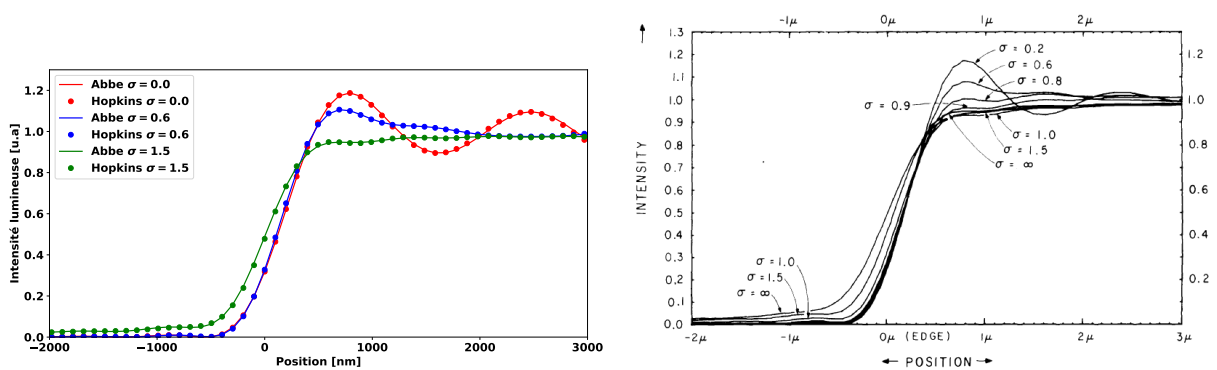 Abbe σ = 0.0
Hopkins σ = 0.0
Abbe σ = 0.6
Hopkins σ = 0.6
Abbe σ = 1.5
Hopkins σ = 1.5
Intensité lumineuse [u.a]
1.2
1.0
0.8
0.6
0.4
0.2
0.0
−2000 −1000 0 1000 2000 3000
Position [nm]
-1μ 0μ 1μ 2μ
INTENSITY
1.3
1.2
1.1
1.0
0.9
0.8
0.7
0.6
0.5
0.4
0.3
0.2
0.1
0.0
1.2
1.0
0.8
0.6
0.4
0.2
σ = 0.2
σ = 0.6
σ = 0.8
σ = 0.9
σ = 1.0
σ = 1.5
σ = ∞
σ = 1.0
σ = 1.5
σ = ∞
-2μ -1μ 0μ (EDGE) 1μ 2μ 3μ
POSITION